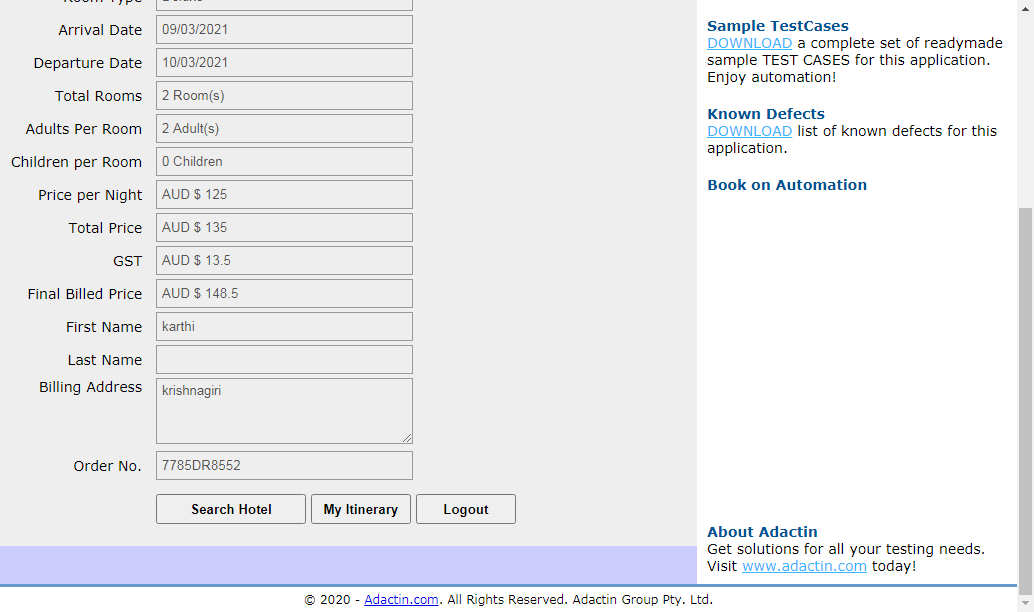 Arrival Date 09/03/2021
Departure Date 10/03/2021
Total Rooms 2 Room(s)
Adults Per Room 2 Adult(s)
Children per Room 0 Children
Price per Night AUD $ 125
Total Price AUD $ 135
GST AUD $ 13.5
Final Billed Price AUD $ 148.5
First Name karthi
Last Name
Billing Address krishnagiri
Order No. 7785DR8552
Search Hotel My Itinerary Logout
Sample TestCases
DOWNLOAD a complete set of readymade
sample TEST CASES for this application.
Enjoy automation!
Known Defects
DOWNLOAD list of known defects for this
application.
Book on Automation
About Adactin
Get solutions for all your testing needs.
Visit www.adactin.com today!
© 2020 - Adactin.com. All Rights Reserved. Adactin Group Pty. Ltd.